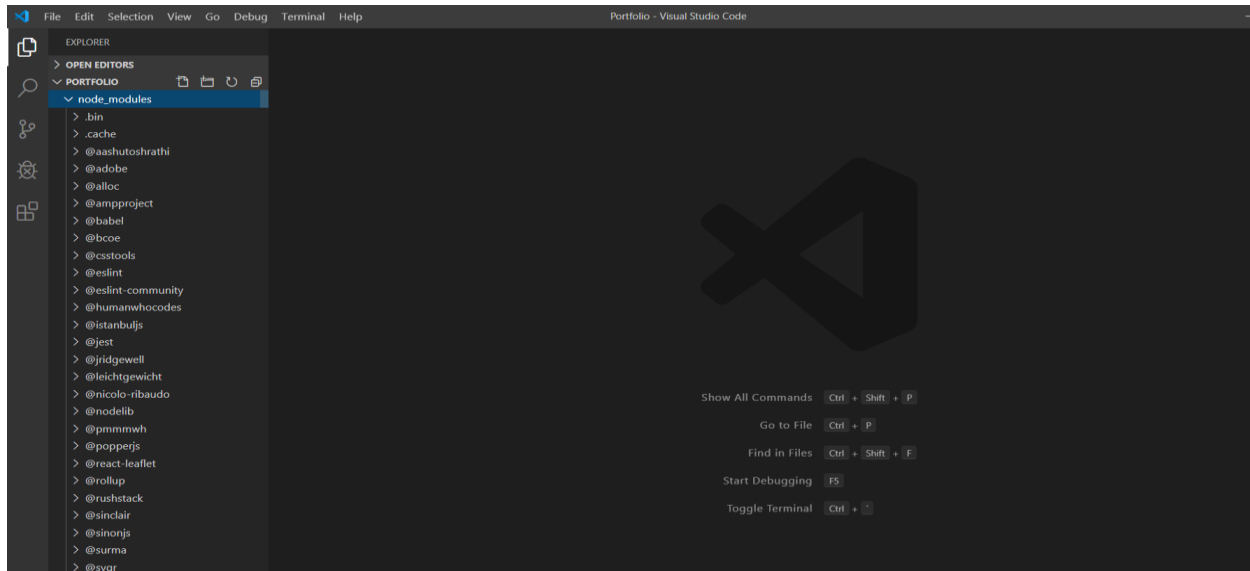 File Edit Selection View Go Debug Terminal Help Portfolio - Visual Studio Code
EXPLORER
OPEN EDITORS
PORTFOLIO
node_modules
.bin
.cache
@aashutoshrathi
@adobe
@alloc
@ampproject
@babel
@bcoe
@csstools
@eslint
@eslint-community
@humanwhocodes
@istanbuljs
@jest
@jridgewell
@leichtgewicht
@nicolo-ribaudo
@nodelib
@pmmmwh
@popperjs
@react-leaflet
@rollup
@rushstack
@sinclair
@sinonjs
@surma
@svgr
Show All Commands Ctrl + Shift + P
Go to File Ctrl + P
Find in Files Ctrl + Shift + F
Start Debugging F5
Toggle Terminal Ctrl + `